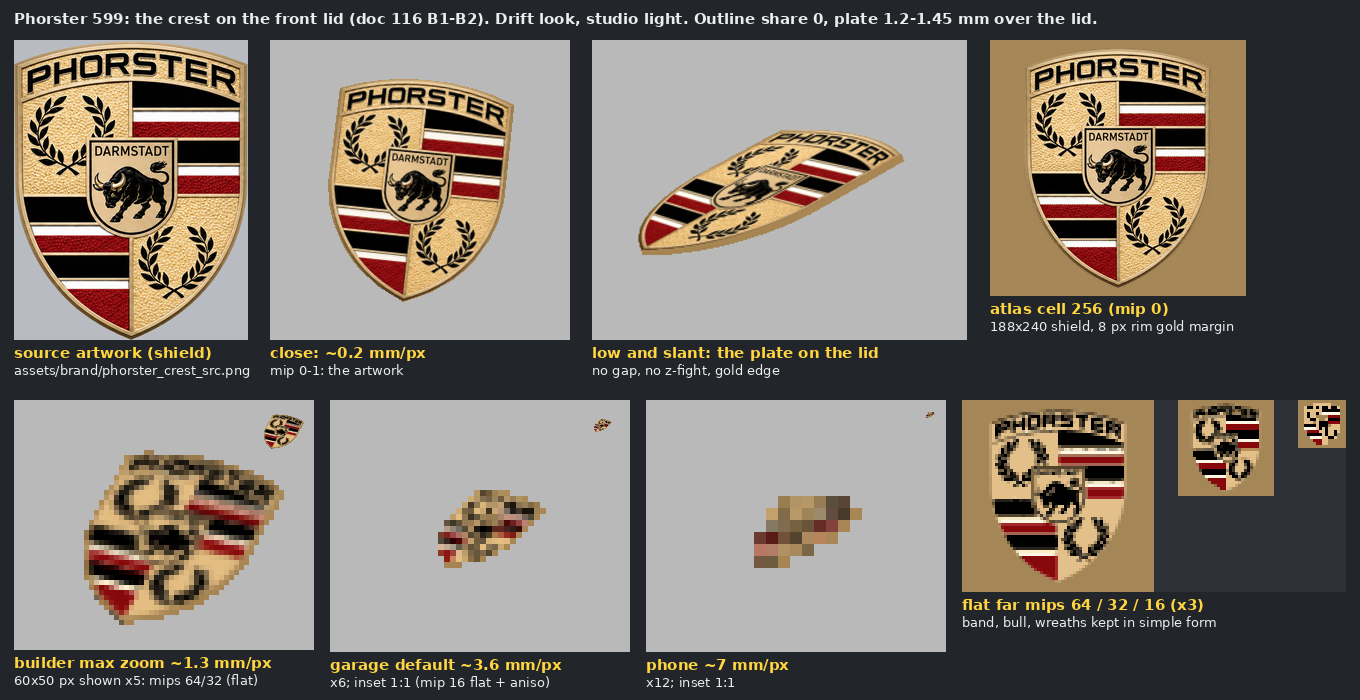 Phorster 599: the crest on the front lid (doc 116 B1-B2). Drift look, studio light. Outline share 0, plate 1.2-1.45 mm over the lid.
PHORSTER
DARMSTADT
source artwork (shield)
assets/brand/phorster_crest_src.png
PHORSTER
DARMSTADT
close: ~0.2 mm/px
mip 0-1: the artwork
PHORSTER
DARMSTADT
low and slant: the plate on the lid
no gap, no z-fight, gold edge
PHORSTER
DARMSTADT
atlas cell 256 (mip 0)
188x240 shield, 8 px rim gold margin
PHORSTER
builder max zoom ~1.3 mm/px
60x50 px shown x5: mips 64/32 (flat)
garage default ~3.6 mm/px
x6; inset 1:1 (mip 16 flat + aniso)
phone ~7 mm/px
x12; inset 1:1
PHORSTER
flat far mips 64 / 32 / 16 (x3)
band, bull, wreaths kept in simple form